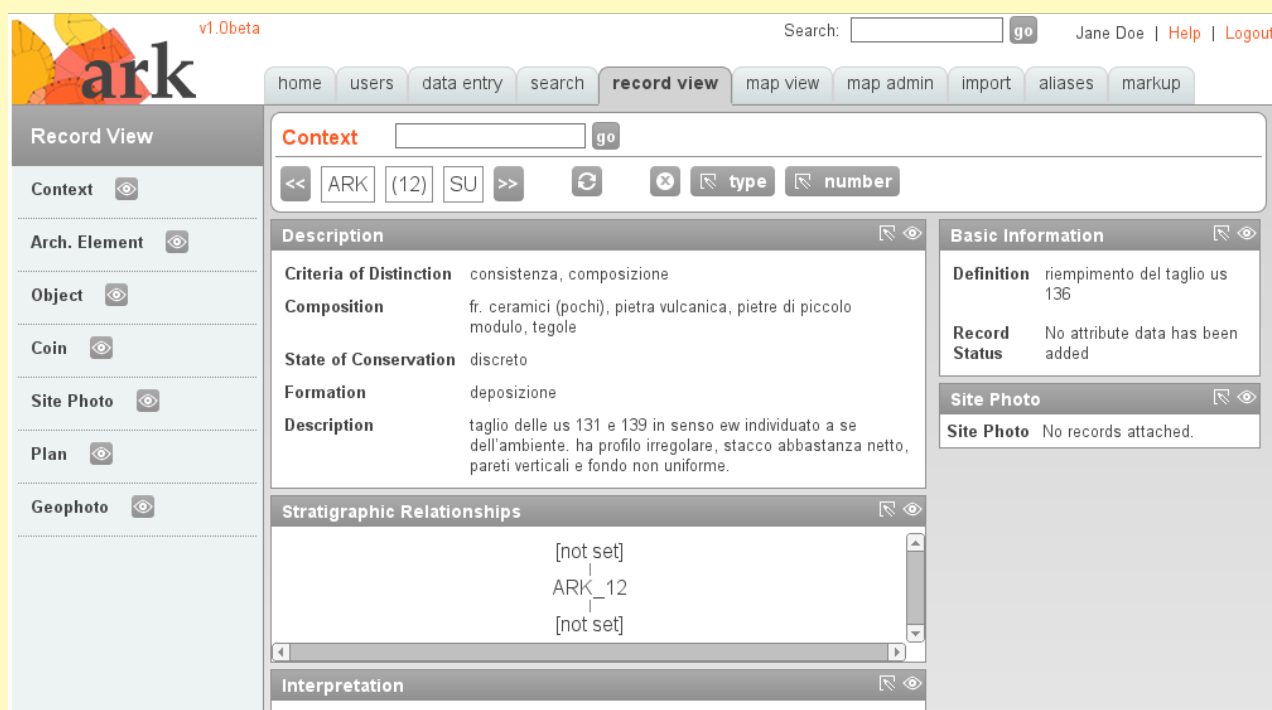 v1.0beta
ark
Search:
go
Jane Doe | Help | Logout
home
users
data entry
search
record view
map view
map admin
import
aliases
markup
Record View
Context
Arch. Element
Object
Coin
Site Photo
Plan
Geophoto
Context
go
<< ARK (12) SU >>
type
number
Description
Criteria of Distinction consistenza, composizione
Composition fr. ceramici (pochi), pietra vulcanica, pietre di piccolo
modulo, tegole
State of Conservation discreto
Formation deposizione
Description taglio delle us 131 e 139 in senso ew individuato a se
dell'ambiente. ha profilo irregolare, stacco abbastanza netto,
pareti verticali e fondo non uniforme.
Stratigraphic Relationships
[not set]
ARK_12
[not set]
Interpretation
Basic Information
Definition riempimento del taglio us
136
Record No attribute data has been
Status added
Site Photo
Site Photo No records attached.